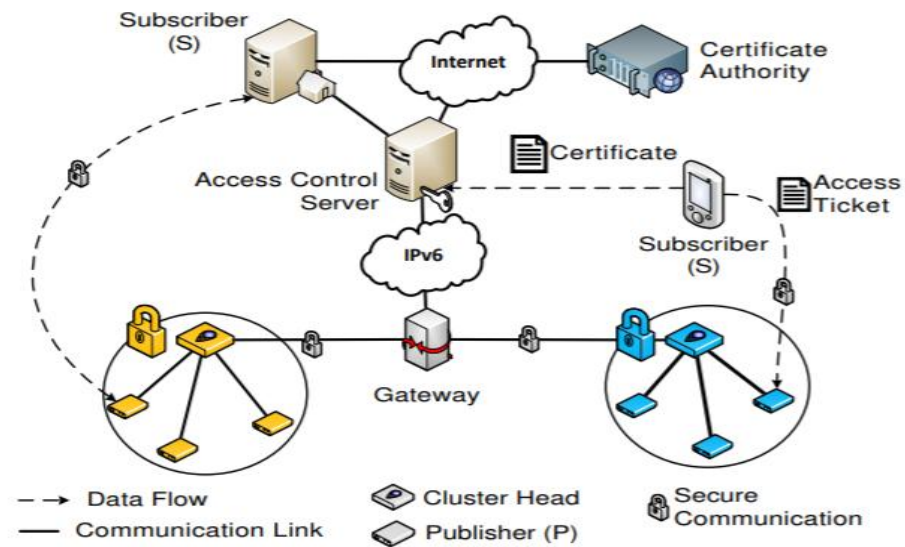 Subscriber
(S)
Internet
Certificate
Authority
Certificate
Access Control
Server
Access
Ticket
Subscriber
(S)
IPv6
Gateway
Data Flow
Cluster Head
Secure
Communication
Communication Link
Publisher (P)